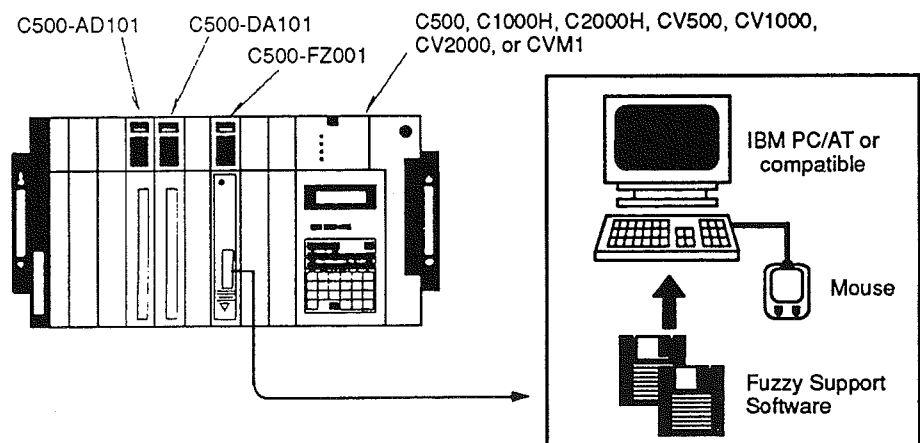 C500-AD101
C500-DA101
C500-FZ001
C500, C1000H, C2000H, CV500, CV1000,
CV2000, or CVM1
IBM PC/AT or
compatible
Mouse
Fuzzy Support
Software